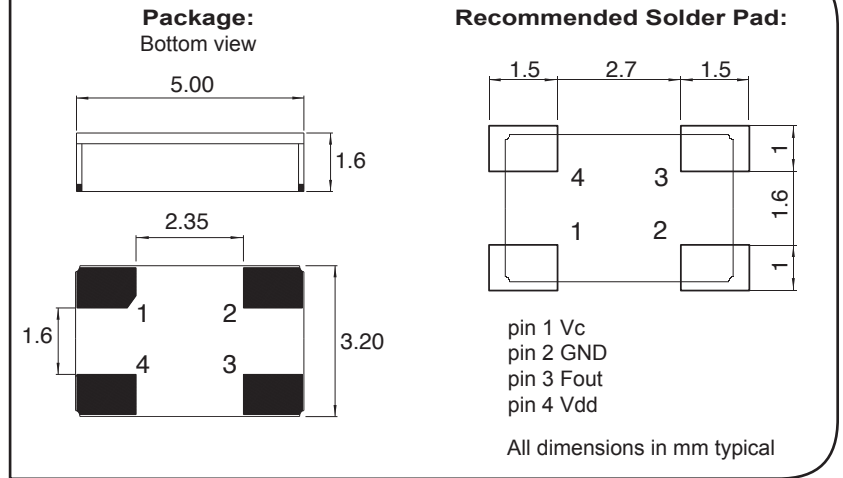 Package:
Bottom view
5.00
1.6
2.35
1 2
1.6
3.20
4 3
Recommended Solder Pad:
1.5 2.7 1.5
1
4 3
1.6
1 2
1
pin 1 Vc
pin 2 GND
pin 3 Fout
pin 4 Vdd
All dimensions in mm typical